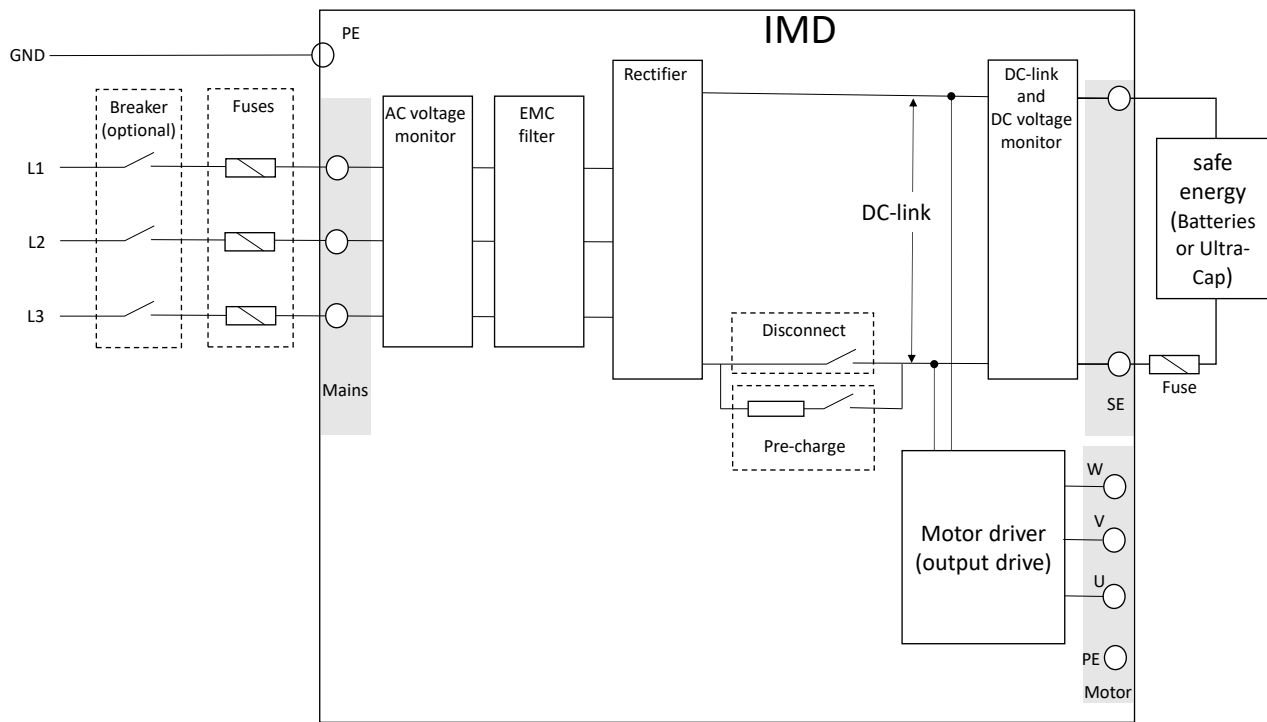 IMD
PE
GND
Breaker
(optional)
Fuses
L1
L2
L3
Mains
AC voltage
monitor
EMC
filter
Rectifier
DC-link
Disconnect
Pre-charge
DC-link
and
DC voltage
monitor
SE
safe
energy
(Batteries
or Ultra-
Cap)
Fuse
Motor driver
(output drive)
W
V
U
PE
Motor